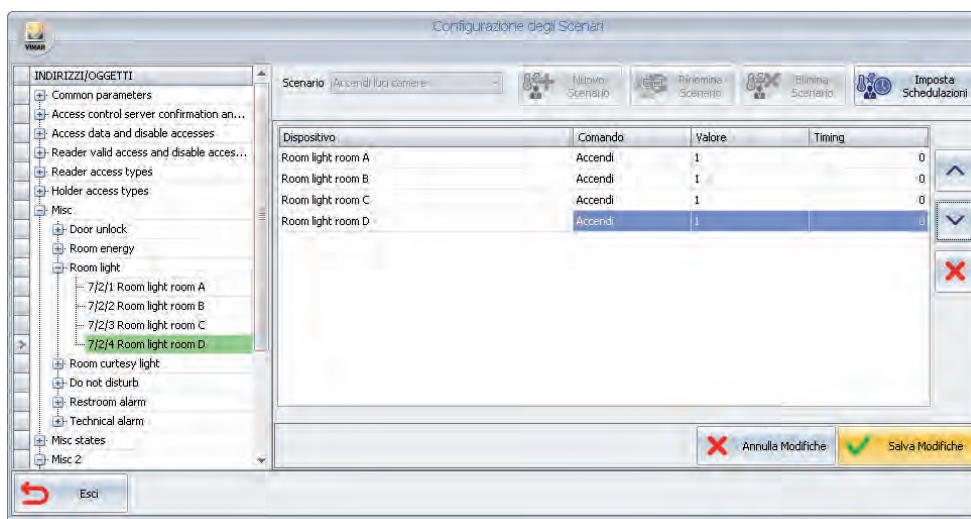 Configurazione degli Scenari
VIMAR
INDIRIZZI/OGGETTI
Common parameters
Access control server confirmation an...
Access data and disable accesses
Reader valid access and disable acces...
Reader access types
Holder access types
Misc
Door unlock
Room energy
Room light
7/2/1 Room light room A
7/2/2 Room light room B
7/2/3 Room light room C
7/2/4 Room light room D
Room curtesy light
Do not disturb
Restroom alarm
Technical alarm
Misc states
Misc 2
Scenario Accendi luci camere
Nuovo Scenario
Rinomina Scenario
Elimina Scenario
Imposta Schedulazioni
Dispositivo Comando Valore Timing
Room light room A Accendi 1 0
Room light room B Accendi 1 0
Room light room C Accendi 1 0
Room light room D Accendi 1 0
Annulla Modifiche
Salva Modifiche
Esci